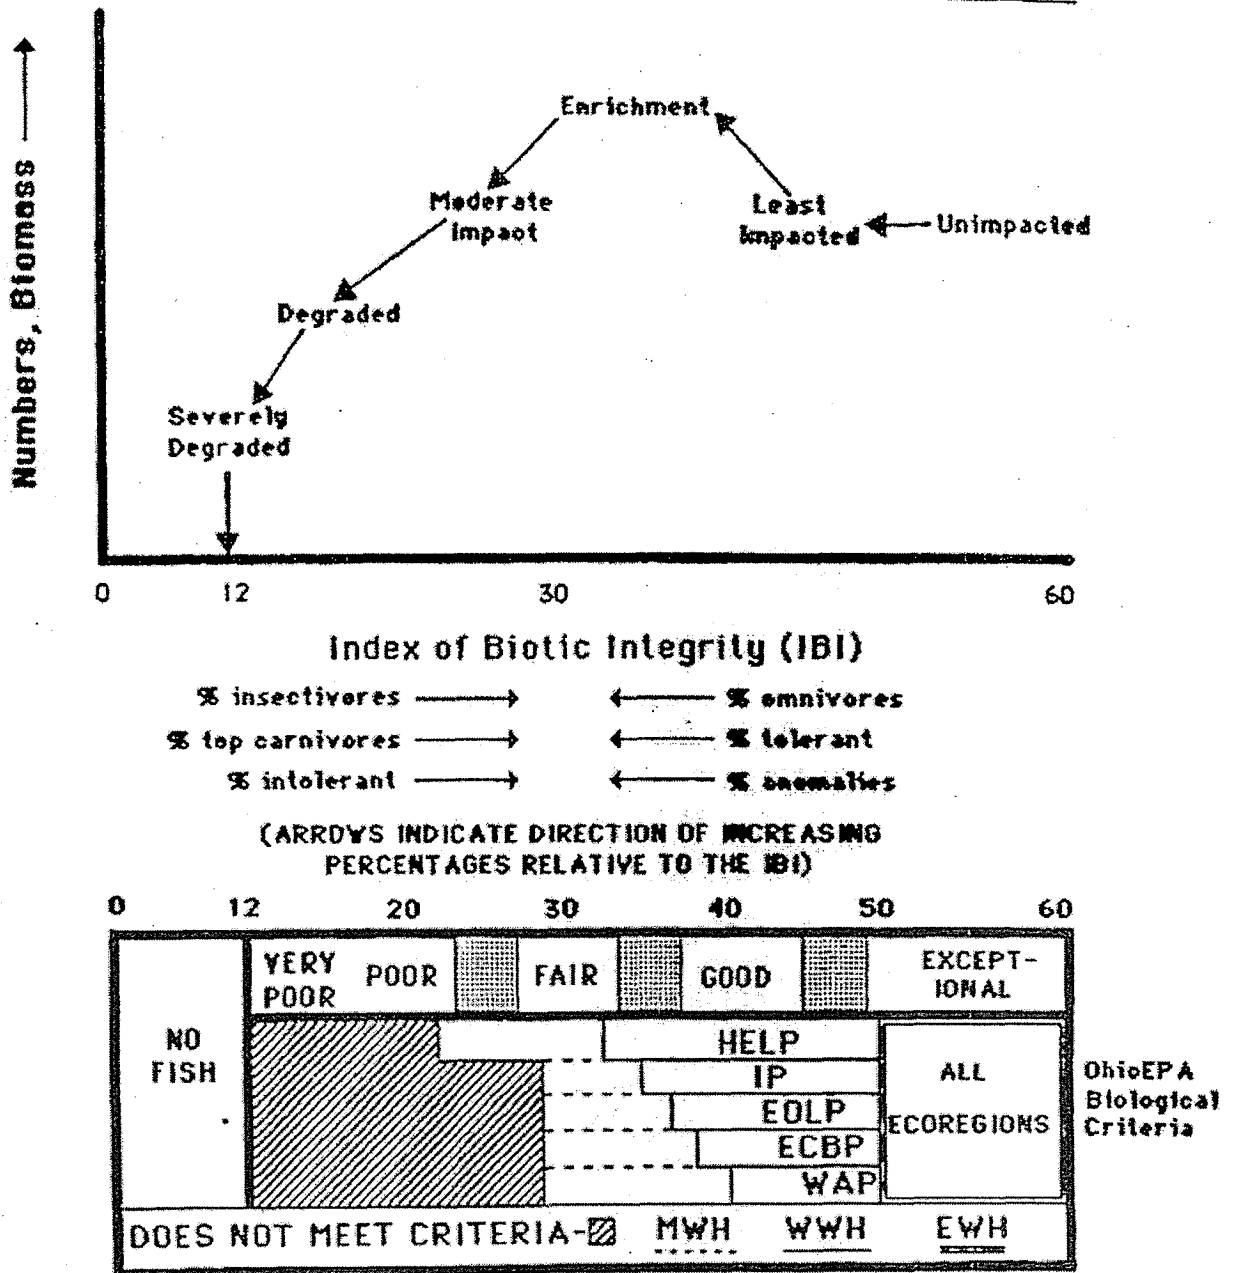 Numbers, Biomass
Enrichment
Moderate
Impact
Least
Impacted
Unimpacted
Degraded
Severely
Degraded
0 12 30 60
Index of Biotic Integrity (IBI)
% insectivores % omnivores
% top carnivores % tolerant
% intolerant % anomalies
(ARROWS INDICATE DIRECTION OF INCREASING
PERCENTAGES RELATIVE TO THE IBI)
0 12 20 30 40 50 60
VERY
POOR
POOR
FAIR
GOOD
EXCEPT-
IONAL
NO
FISH
HELP
IP
EOLP
ECBP
WAP
ALL
ECOREGIONS
OhioEPA
Biological
Criteria
DOES NOT MEET CRITERIA- MWH WWH EWH